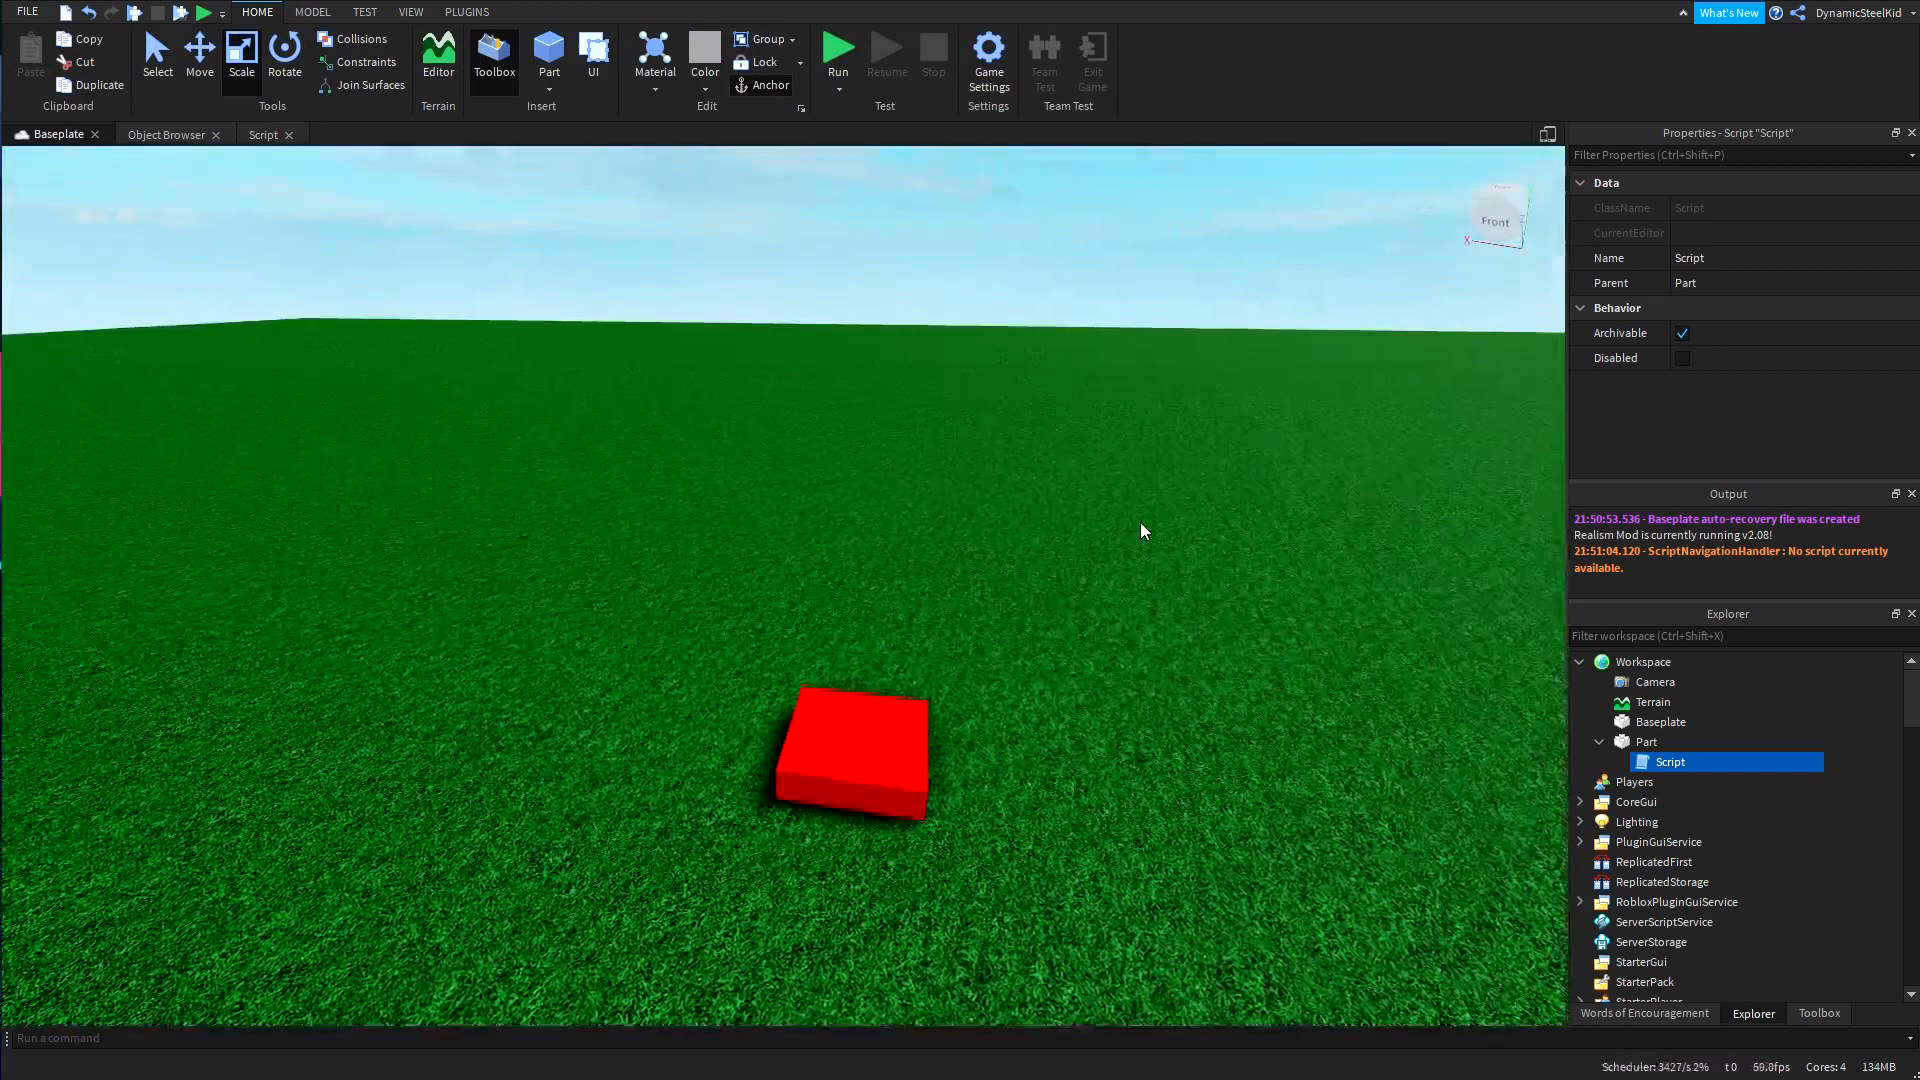 FILE HOME MODEL TEST VIEW PLUGINS What's New DynamicSteelKid
Paste Copy Cut Duplicate
Clipboard
Select Move Scale Rotate Collisions Constraints Join Surfaces
Tools
Editor
Terrain
Toolbox Part UI
Insert
Material Color Group Lock Anchor
Edit
Run Resume Stop
Test
Game Settings
Settings
Team Test Exit Game
Team Test
Baseplate Object Browser Script
Front
X
Properties - Script "Script"
Filter Properties (Ctrl+Shift+P)
Data
ClassName Script
CurrentEditor
Name Script
Parent Part
Behavior
Archivable
Disabled
Output
21:50:53.536 - Baseplate auto-recovery file was created
Realism Mod is currently running v2.08!
21:51:04.120 - ScriptNavigationHandler : No script currently
available.
Explorer
Filter workspace (Ctrl+Shift+X)
Workspace
Camera
Terrain
Baseplate
Part
Script
Players
CoreGui
Lighting
PluginGuiService
ReplicatedFirst
ReplicatedStorage
RobloxPluginGuiService
ServerScriptService
ServerStorage
StarterGui
StarterPack
StarterPlayer
Words of Encouragement Explorer Toolbox
Run a command
Scheduler: 3427/s 2% t 0 59.8fps Cores: 4 134MB